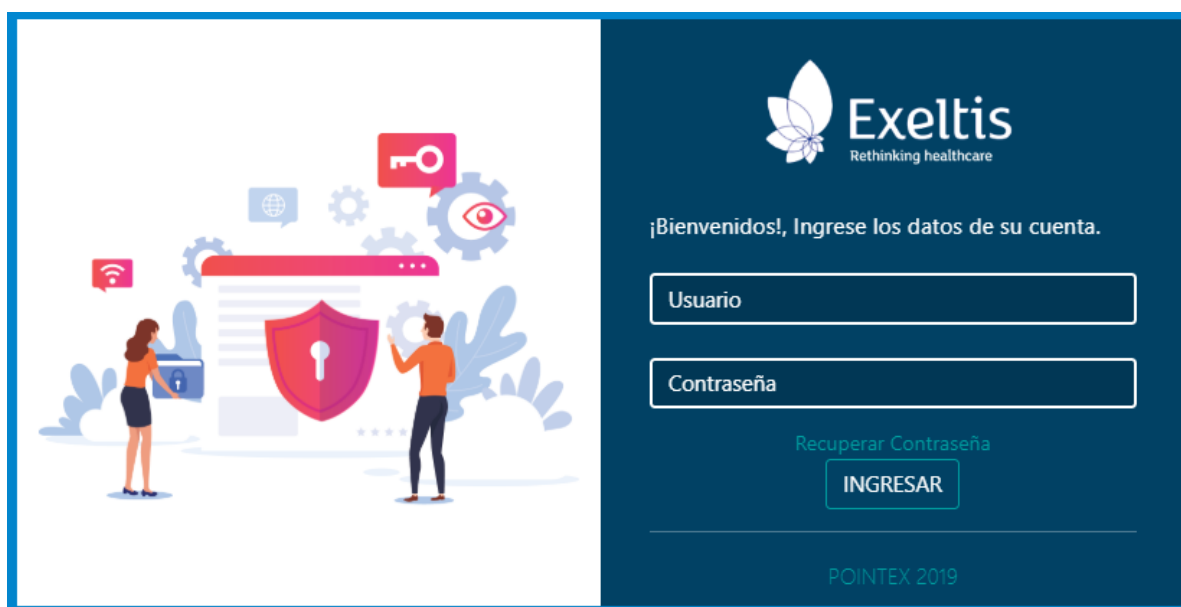 Exeltis
Rethinking healthcare
¡Bienvenidos!, Ingrese los datos de su cuenta.
Usuario
Contraseña
Recuperar Contraseña
INGRESAR
POINTEX 2019